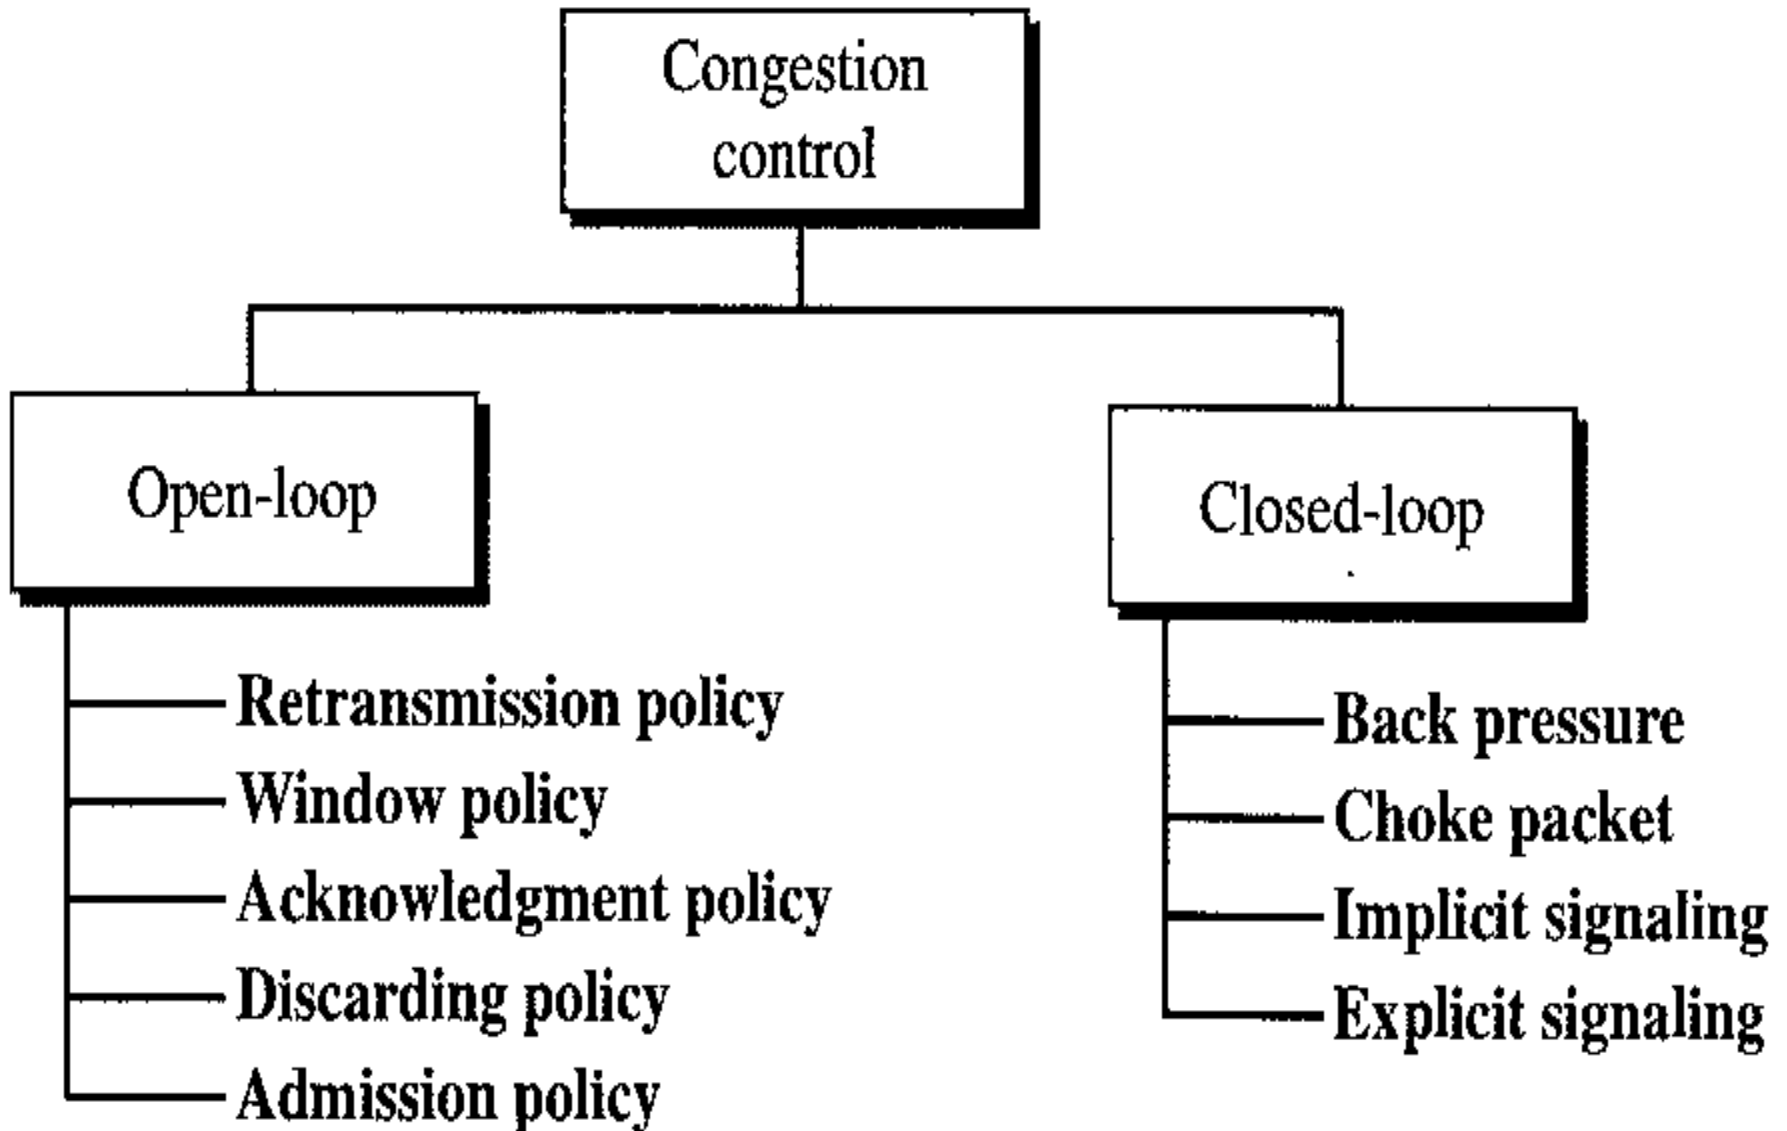 Congestion
control
Open-loop
Retransmission policy
Window policy
Acknowledgment policy
Discarding policy
Admission policy
Closed-loop
Back pressure
Choke packet
Implicit signaling
Explicit signaling